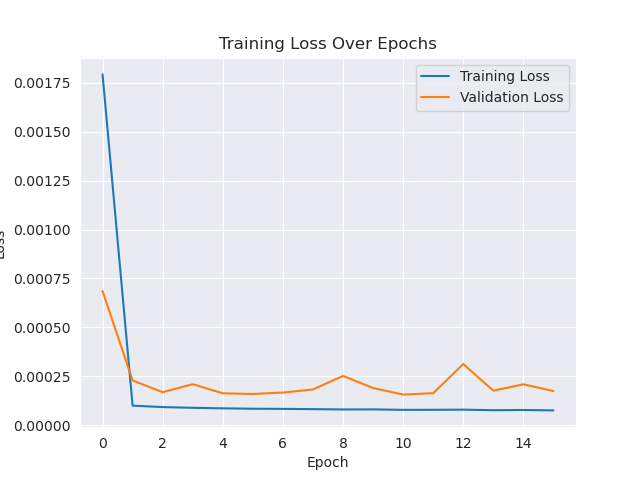 Training Loss Over Epochs
Training Loss
Validation Loss
0.00175
0.00150
0.00125
0.00100
0.00075
0.00050
0.00025
0.00000
Loss
0 2 4 6 8 10 12 14
Epoch